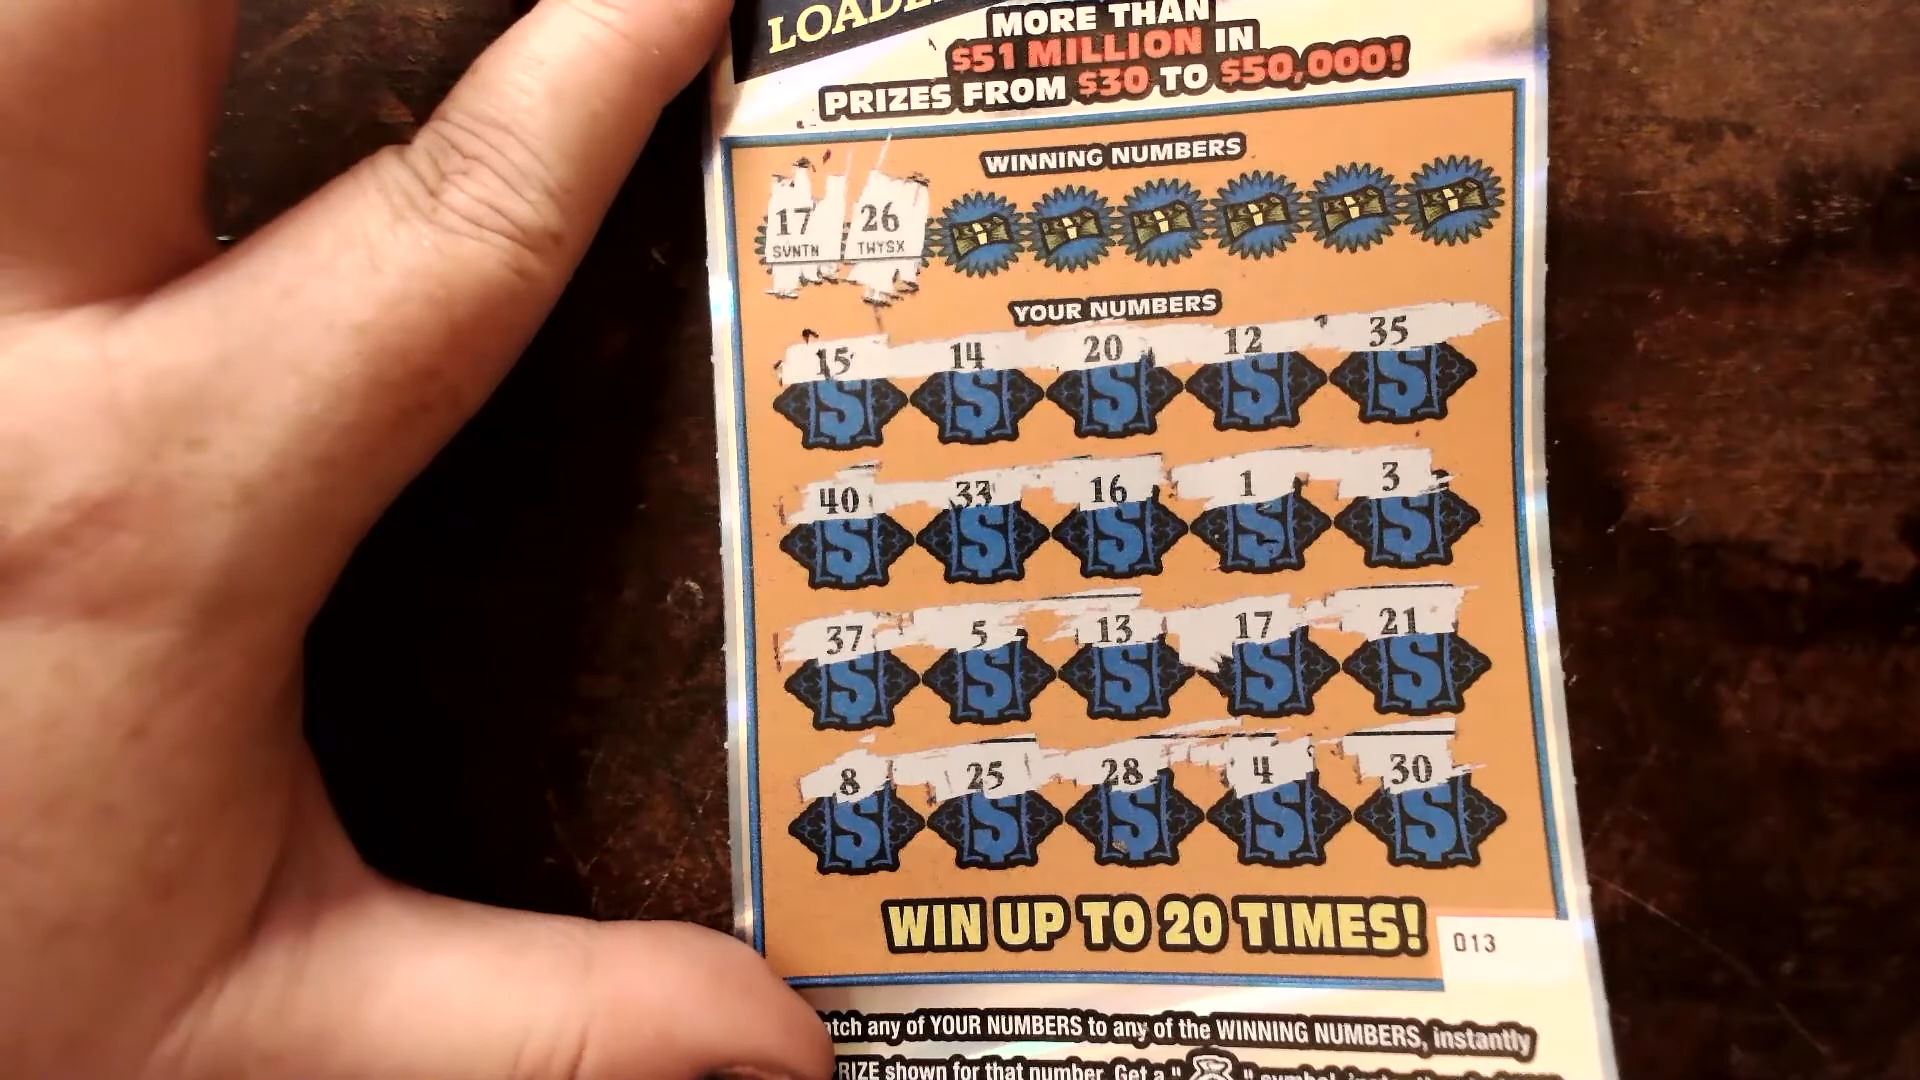 MORE THAN
$51 MILLION IN
PRIZES FROM $30 TO $50,000!
WINNING NUMBERS
17 26
SVNTN TWYSX
YOUR NUMBERS
15 14 20 12 35
40 33 16 1 3
37 5 13 17 21
8 25 28 4 30
WIN UP TO 20 TIMES!
013
any of YOUR NUMBERS to any of the WINNING NUMBERS, instantly
PRIZE shown for that number. Get a " " symbol,